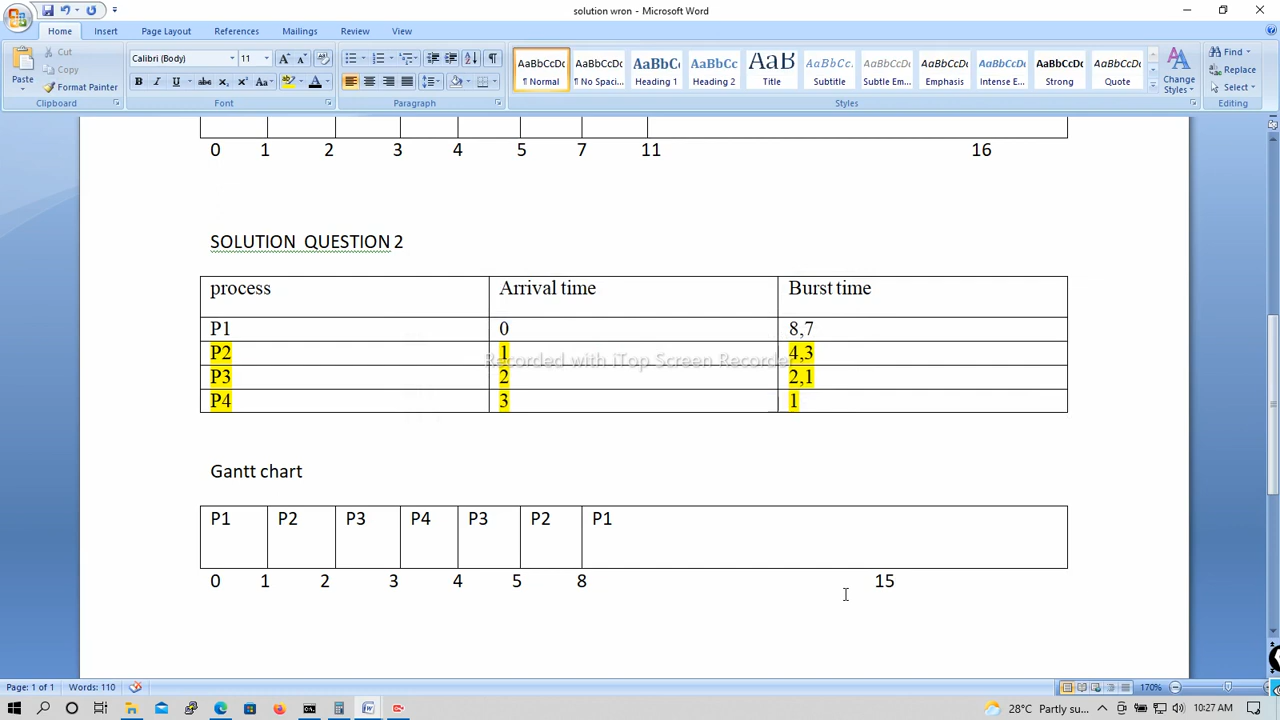 solution wron - Microsoft Word
Home Insert Page Layout References Mailings Review View
Paste Cut Copy Format Painter Clipboard
Calibri (Body) 11 Font
Paragraph
AaBbCcDc AaBbCcDc AaBbCc AaBbCc AaB AaBbCc. AaBbCcDc AaBbCcDc AaBbCcDc AaBbCcDc AaBbCcDc
¶ Normal ¶ No Spaci... Heading 1 Heading 2 Title Subtitle Subtle Em... Emphasis Intense E... Strong Quote
Styles Change Styles
Find Replace Select Editing
0 1 2 3 4 5 7 11 16
SOLUTION QUESTION 2
process Arrival time Burst time
P1 0 8,7
P2 1 4,3
Recorded with iTop Screen Recorder
P3 2 2,1
P4 3 1
Gantt chart
P1 P2 P3 P4 P3 P2 P1
0 1 2 3 4 5 8 15
Page: 1 of 1 Words: 110 170%
28°C Partly su... 10:27 AM